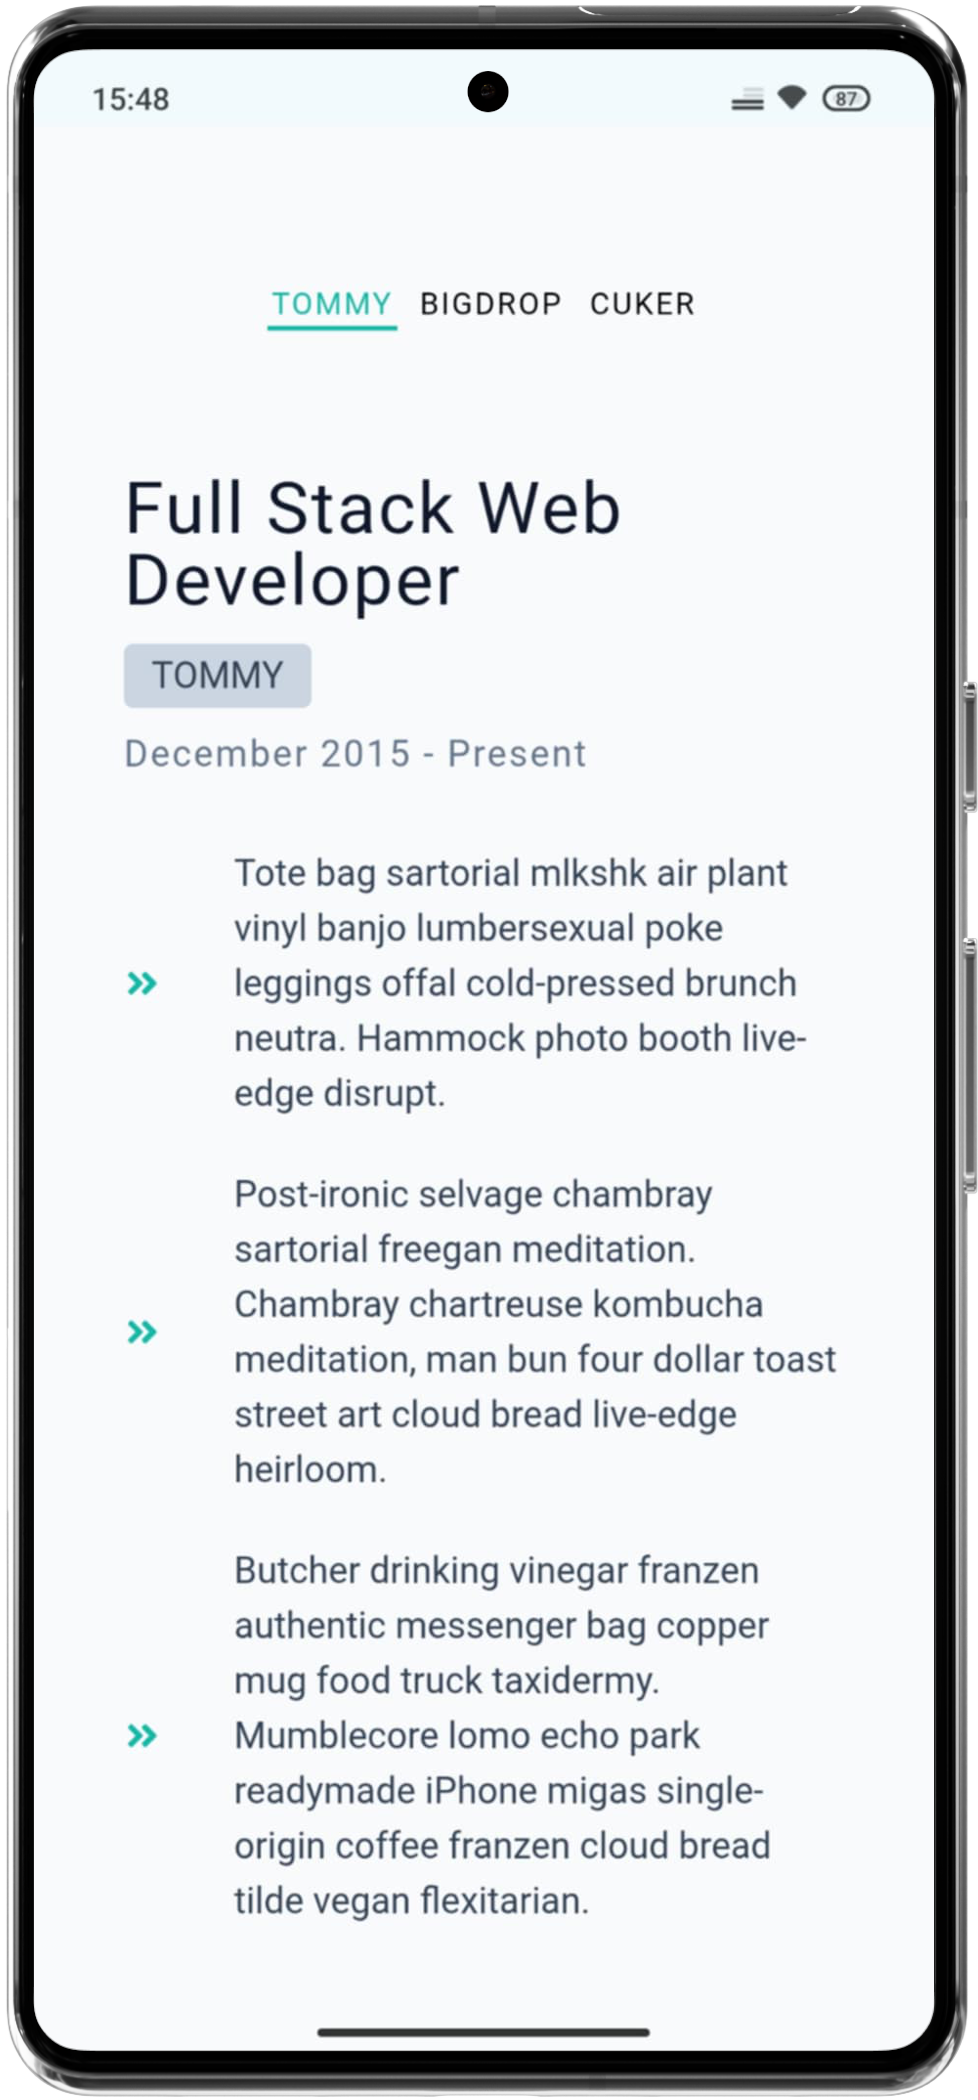 15:48
87
TOMMY BIGDROP CUKER
Full Stack Web
Developer
TOMMY
December 2015 - Present
Tote bag sartorial mlkshk air plant
vinyl banjo lumbersexual poke
leggings offal cold-pressed brunch
neutra. Hammock photo booth live-
edge disrupt.
Post-ironic selvage chambray
sartorial freegan meditation.
Chambray chartreuse kombucha
meditation, man bun four dollar toast
street art cloud bread live-edge
heirloom.
Butcher drinking vinegar franzen
authentic messenger bag copper
mug food truck taxidermy.
Mumblecore lomo echo park
readymade iPhone migas single-
origin coffee franzen cloud bread
tilde vegan flexitarian.